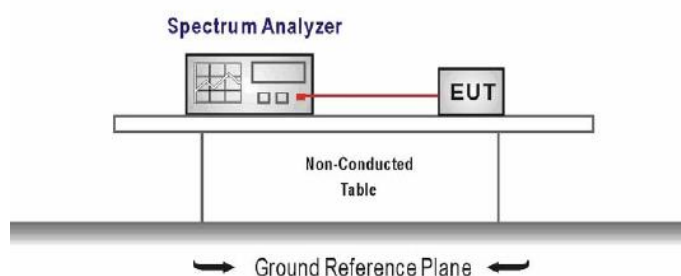 Spectrum Analyzer
EUT
Non-Conducted
Table
Ground Reference Plane